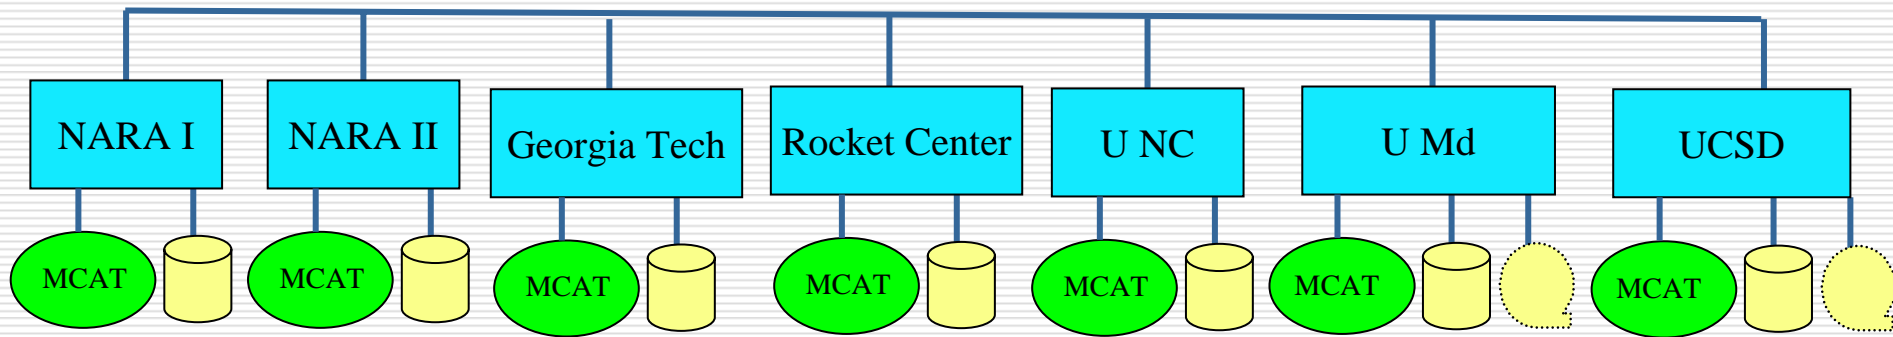 NARA I
NARA II
Georgia Tech
Rocket Center
U NC
U Md
UCSD
MCAT
MCAT
MCAT
MCAT
MCAT
MCAT
MCAT